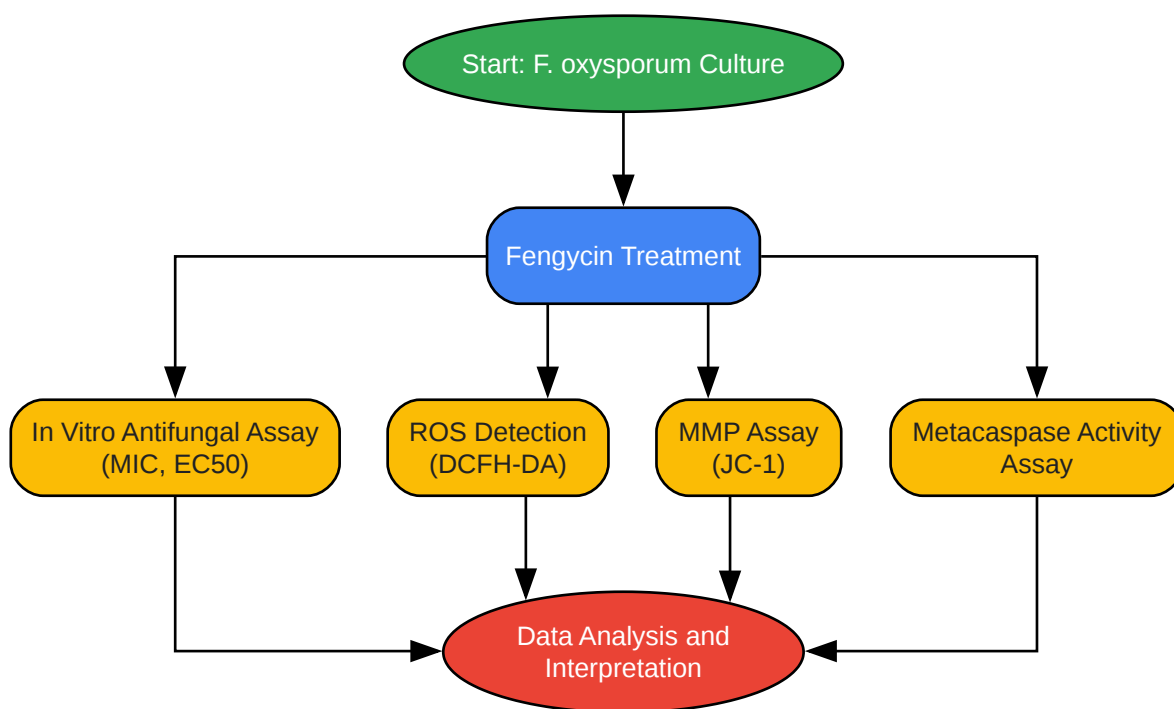 Start: F. oxysporum Culture
Fengycin Treatment
In Vitro Antifungal Assay
(MIC, EC50)
ROS Detection
(DCFH-DA)
MMP Assay
(JC-1)
Metacaspase Activity
Assay
Data Analysis and
Interpretation